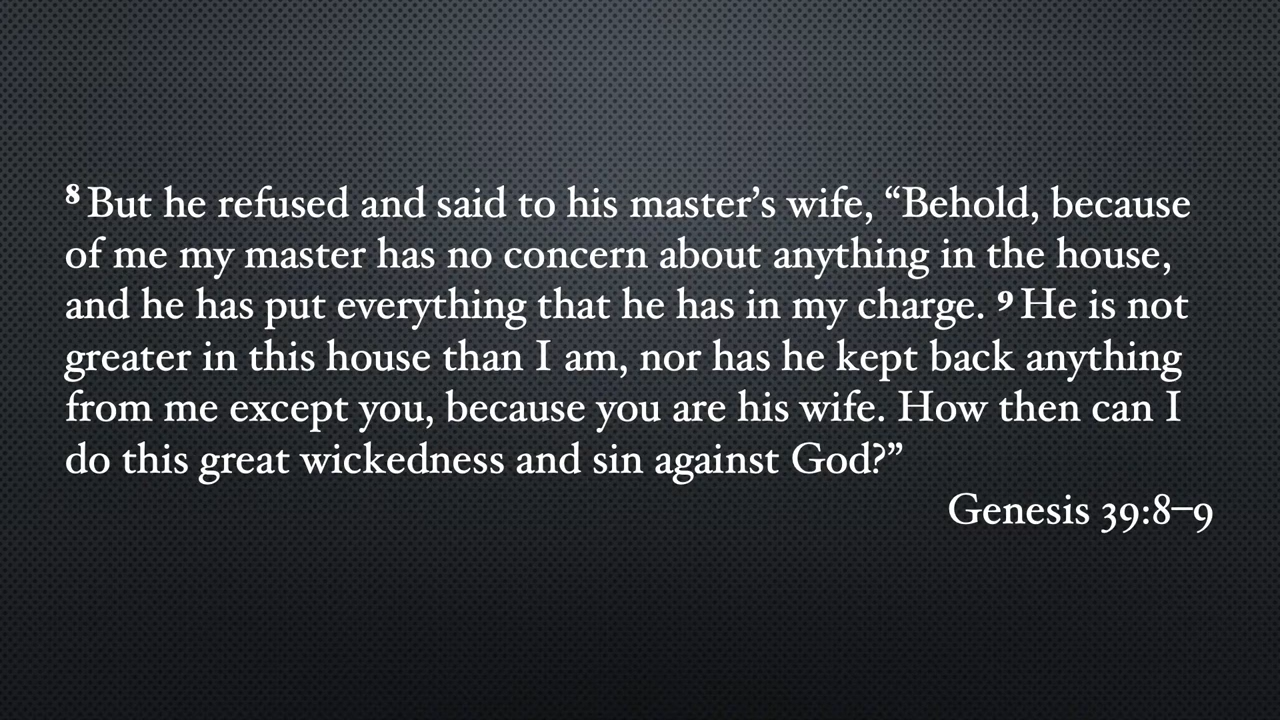 8 But he refused and said to his master’s wife, “Behold, because
of me my master has no concern about anything in the house,
and he has put everything that he has in my charge. 9 He is not
greater in this house than I am, nor has he kept back anything
from me except you, because you are his wife. How then can I
do this great wickedness and sin against God?”
Genesis 39:8–9